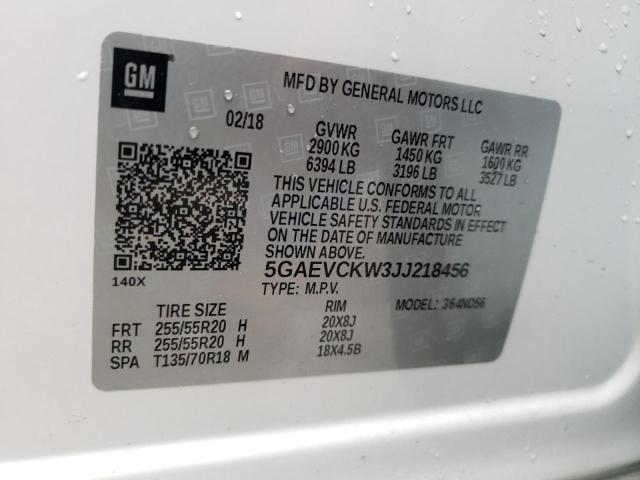 GM
MFD BY GENERAL MOTORS LLC
02/18
GVWR GAWR FRT GAWR RR
2900 KG 1450 KG 1600 KG
6394 LB 3196 LB 3527 LB
THIS VEHICLE CONFORMS TO ALL
APPLICABLE U.S. FEDERAL MOTOR
VEHICLE SAFETY STANDARDS IN EFFECT
ON THE DATE OF MANUFACTURE
SHOWN ABOVE.
5GAEVCKW3JJ218456
140X
TYPE: M.P.V.
MODEL: 364ND56
TIRE SIZE RIM
FRT 255/55R20 H 20X8J
RR 255/55R20 H 20X8J
SPA T135/70R18 M 18X4.5B